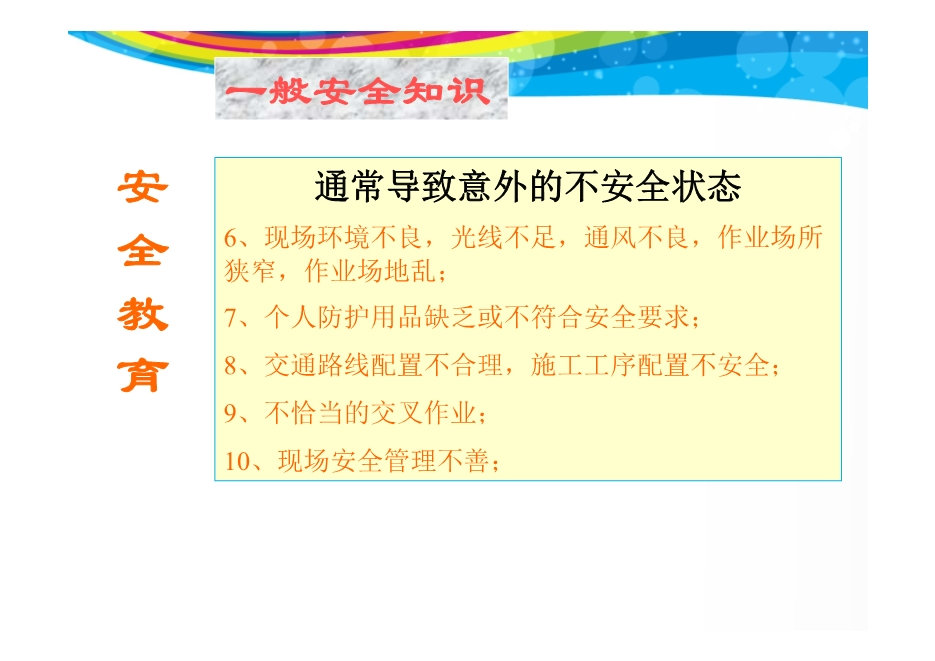 一般安全知识
安
全
教
育
通常导致意外的不安全状态
6、现场环境不良，光线不足，通风不良，作业场所
狭窄，作业场地乱；
7、个人防护用品缺乏或不符合安全要求；
8、交通路线配置不合理，施工工序配置不安全；
9、不恰当的交叉作业；
10、现场安全管理不善；